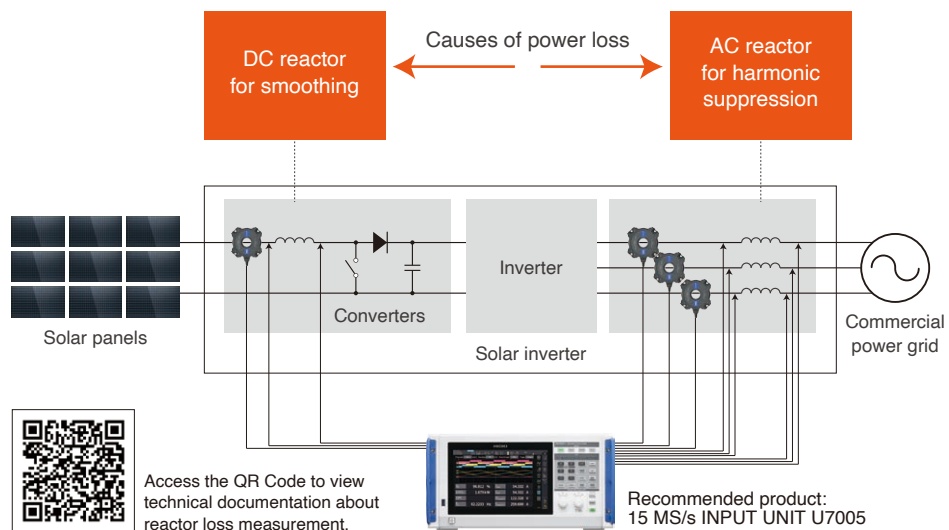 DC reactor
for smoothing
Causes of power loss
AC reactor
for harmonic
suppression
Inverter
Converters
Solar panels
Solar inverter
Commercial
power grid
Access the QR Code to view
technical documentation about
reactor loss measurement.
Recommended product:
15 MS/s INPUT UNIT U7005